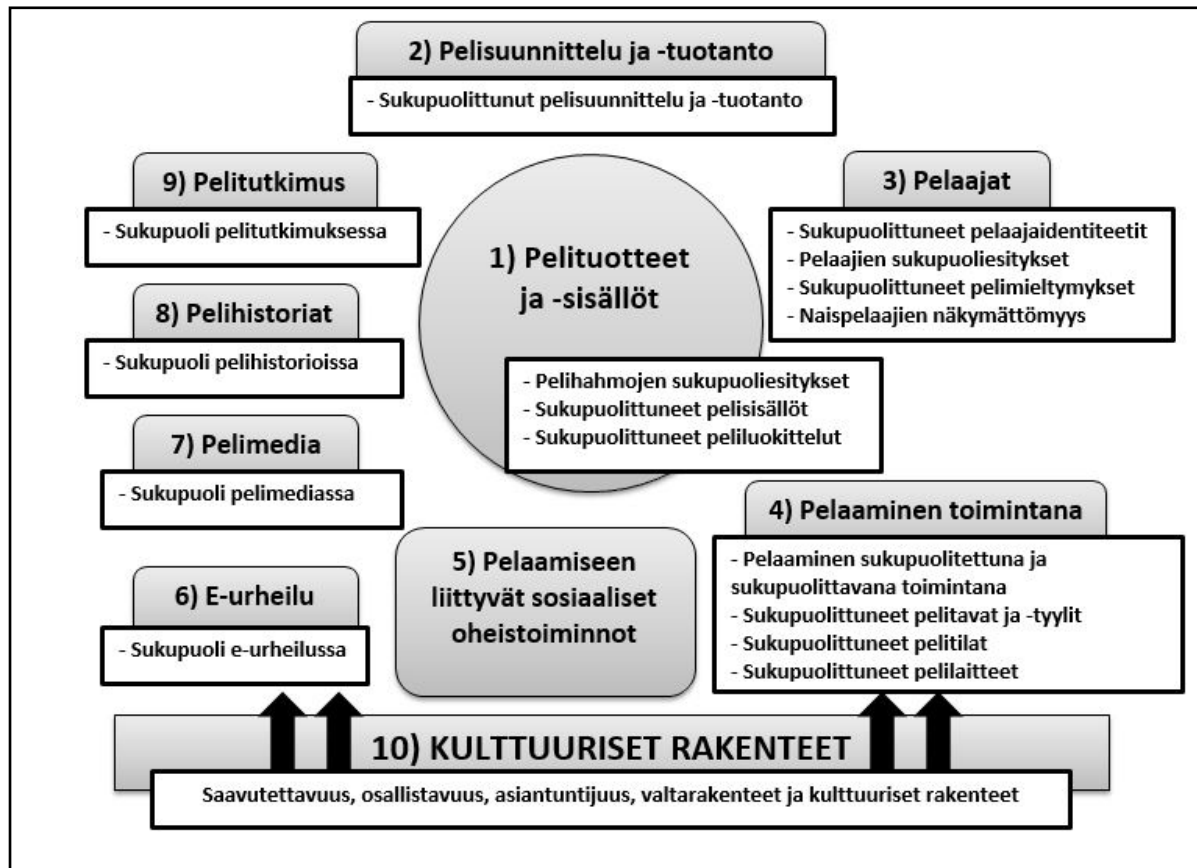 2) Pelisuunnittelu ja -tuotanto
- Sukupuolittunut pelisuunnittelu ja -tuotanto
9) Pelitutkimus
- Sukupuoli pelitutkimuksessa
3) Pelaajat
- Sukupuolittuneet pelaajaidentiteetit
- Pelaajien sukupuoliesitykset
- Sukupuolittuneet pelimieltymykset
- Naispelaajien näkymättömyys
1) Pelituotteet
ja -sisällöt
- Pelihahmojen sukupuoliesitykset
- Sukupuolittuneet pelisisällöt
- Sukupuolittuneet peliluokittelut
8) Pelihistoriat
- Sukupuoli pelihistorioissa
7) Pelimedia
- Sukupuoli pelimediassa
4) Pelaaminen toimintana
- Pelaaminen sukupuolitettuna ja
sukupuolittavana toimintana
- Sukupuolittuneet pelitavat ja -tyylit
- Sukupuolittuneet pelitilat
- Sukupuolittuneet pelilaitteet
5) Pelaamiseen
liittyvät sosiaaliset
oheistoiminnot
6) E-urheilu
- Sukupuoli e-urheilussa
10) KULTTUURISET RAKENTEET
Saavutettavuus, osallistavuus, asiantuntijuus, valtarakenteet ja kulttuuriset rakenteet